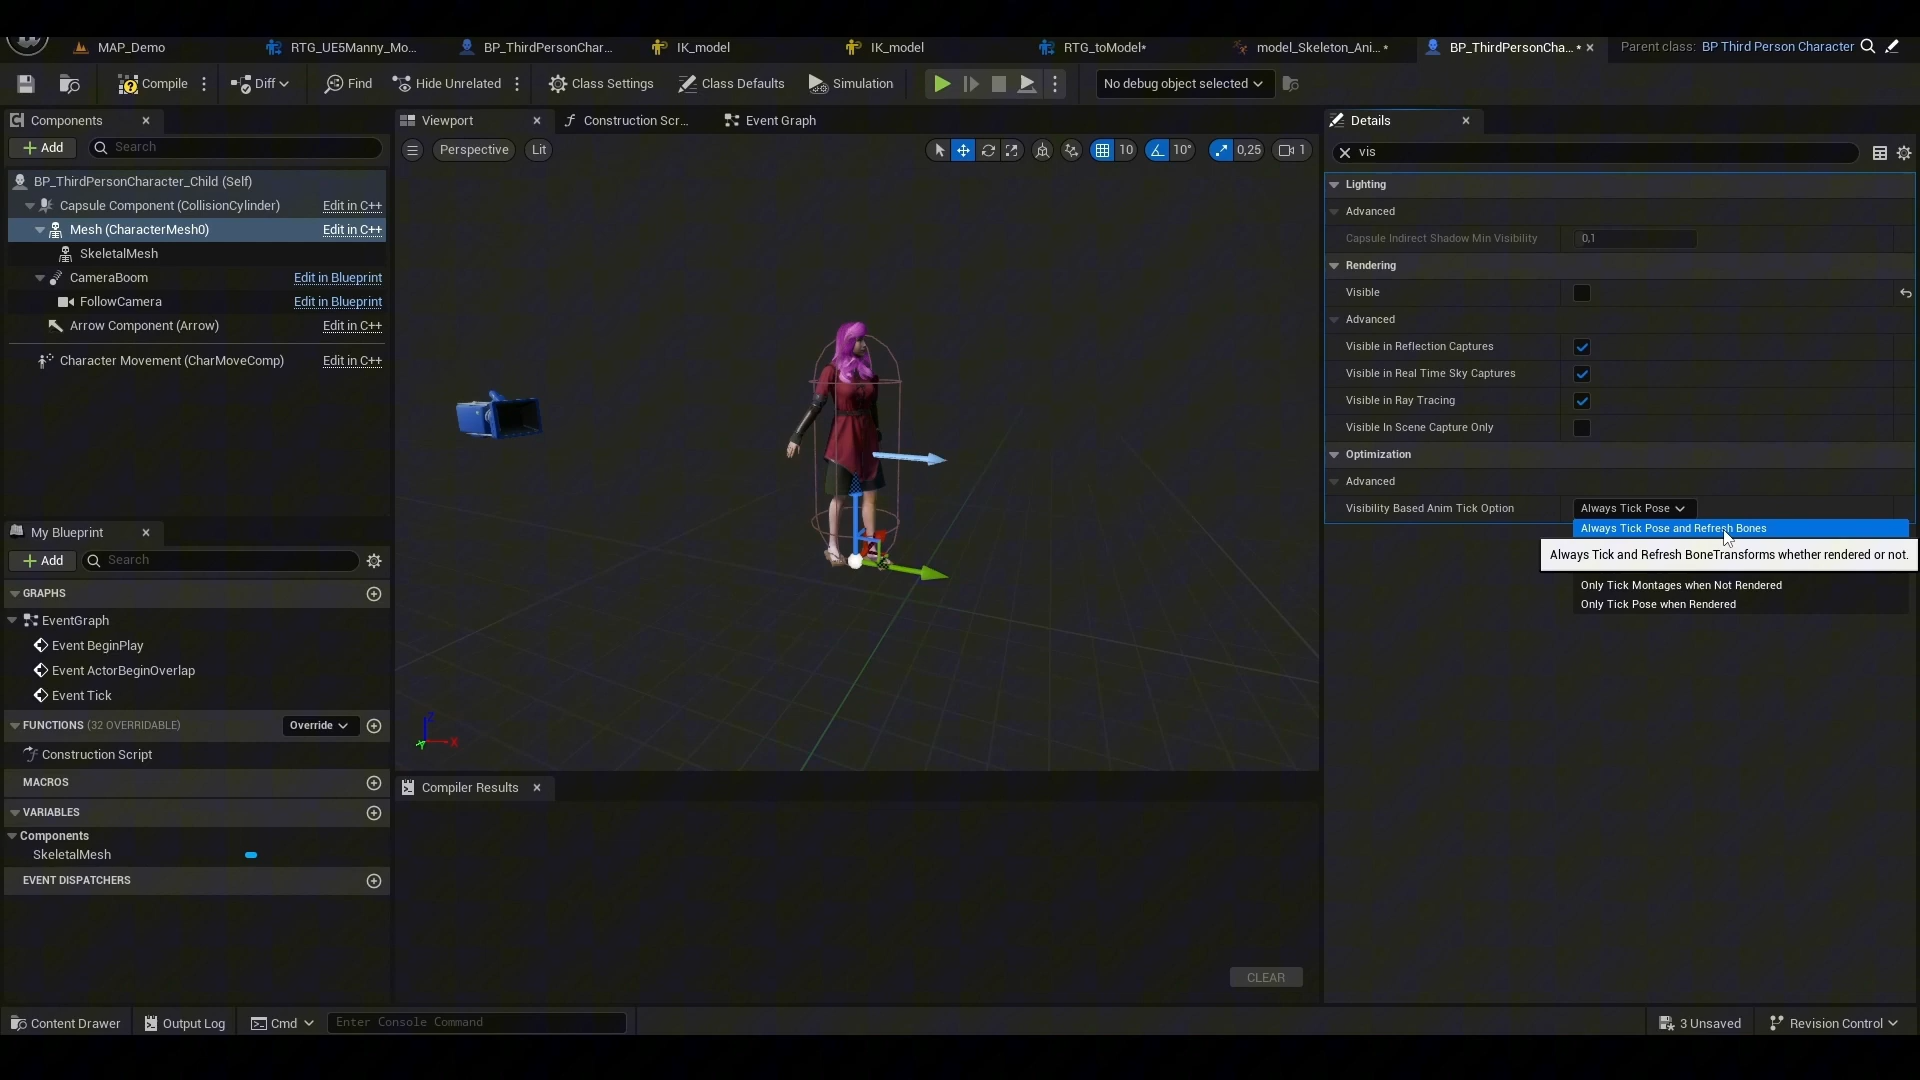 MAP_Demo
RTG_UE5Manny_Mo...
BP_ThirdPersonChar...
IK_model
IK_model
RTG_toModel*
model_Skeleton_Ani... *
BP_ThirdPersonCha... *
Parent class: BP Third Person Character
Compile
Diff
Find
Hide Unrelated
Class Settings
Class Defaults
Simulation
No debug object selected
Components
Add
Search
BP_ThirdPersonCharacter_Child (Self)
Capsule Component (CollisionCylinder) Edit in C++
Mesh (CharacterMesh0) Edit in C++
SkeletalMesh
CameraBoom Edit in Blueprint
FollowCamera Edit in Blueprint
Arrow Component (Arrow) Edit in C++
Character Movement (CharMoveComp) Edit in C++
My Blueprint
Add
Search
GRAPHS
EventGraph
Event BeginPlay
Event ActorBeginOverlap
Event Tick
FUNCTIONS (32 OVERRIDABLE) Override
Construction Script
MACROS
VARIABLES
Components
SkeletalMesh
EVENT DISPATCHERS
Viewport
Construction Scr...
Event Graph
Perspective
Lit
10
10°
0,25
1
Z
X
Y
Compiler Results
CLEAR
Details
vis
Lighting
Advanced
Capsule Indirect Shadow Min Visibility 0,1
Rendering
Visible
Advanced
Visible in Reflection Captures
Visible in Real Time Sky Captures
Visible in Ray Tracing
Visible In Scene Capture Only
Optimization
Advanced
Visibility Based Anim Tick Option Always Tick Pose
Always Tick Pose and Refresh Bones
Always Tick and Refresh BoneTransforms whether rendered or not.
Only Tick Montages when Not Rendered
Only Tick Pose when Rendered
Content Drawer
Output Log
Cmd
Enter Console Command
3 Unsaved
Revision Control